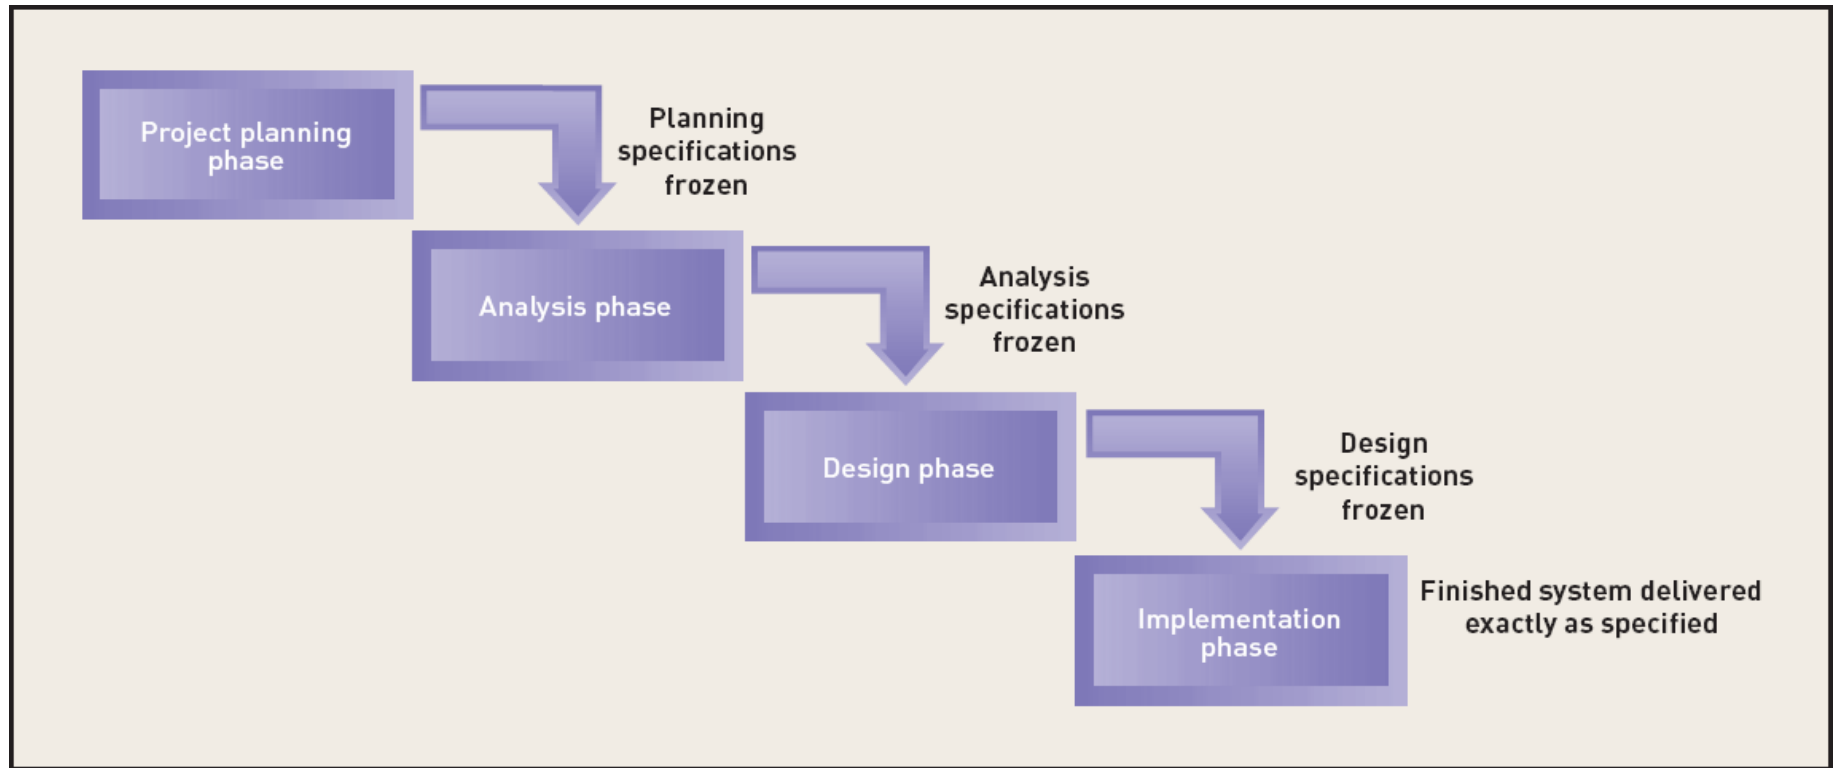 Project planning
phase
Planning
specifications
frozen
Analysis phase
Analysis
specifications
frozen
Design phase
Design
specifications
frozen
Implementation
phase
Finished system delivered
exactly as specified